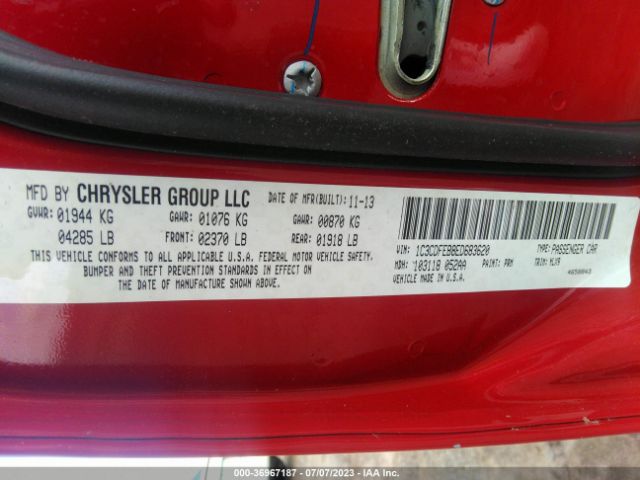 MFD BY CHRYSLER GROUP LLC DATE OF MFR(BUILT): 11-13
GVWR: 01944 KG GAWR: 01076 KG GAWR: 00870 KG
04285 LB FRONT: 02370 LB REAR: 01918 LB
THIS VEHICLE CONFORMS TO ALL APPLICABLE U.S.A. FEDERAL MOTOR VEHICLE SAFETY,
BUMPER AND THEFT PREVENTION STANDARDS IN EFFECT ON
THE DATE OF MANUFACTURE SHOWN ABOVE.
VIN: 1C3CDFEB8ED683620 TYPE: PASSENGER CAR
MDH: 103118 052AA PAINT: PRM TRIM:
VEHICLE MADE IN U.S.A.
000-36967187 - 07/07/2023 - IAA Inc.